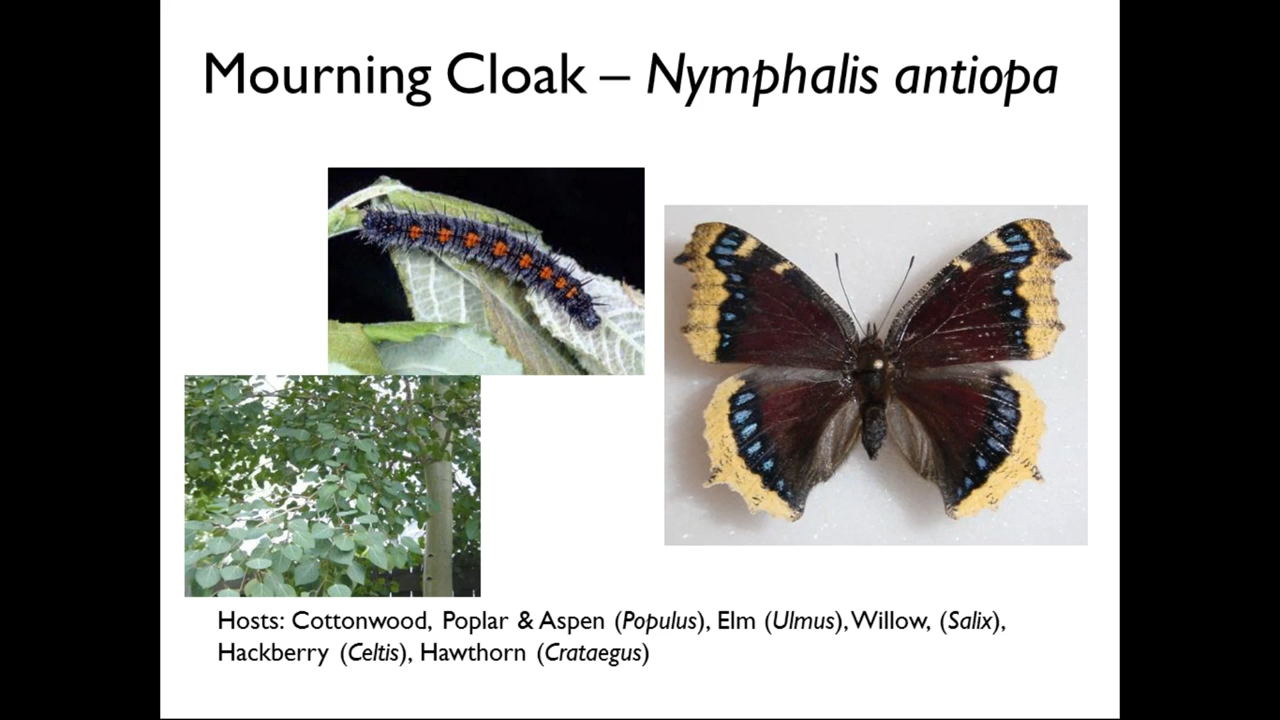 Mourning Cloak – Nymphalis antiopa
Hosts: Cottonwood, Poplar & Aspen (Populus), Elm (Ulmus), Willow, (Salix),
Hackberry (Celtis), Hawthorn (Crataegus)